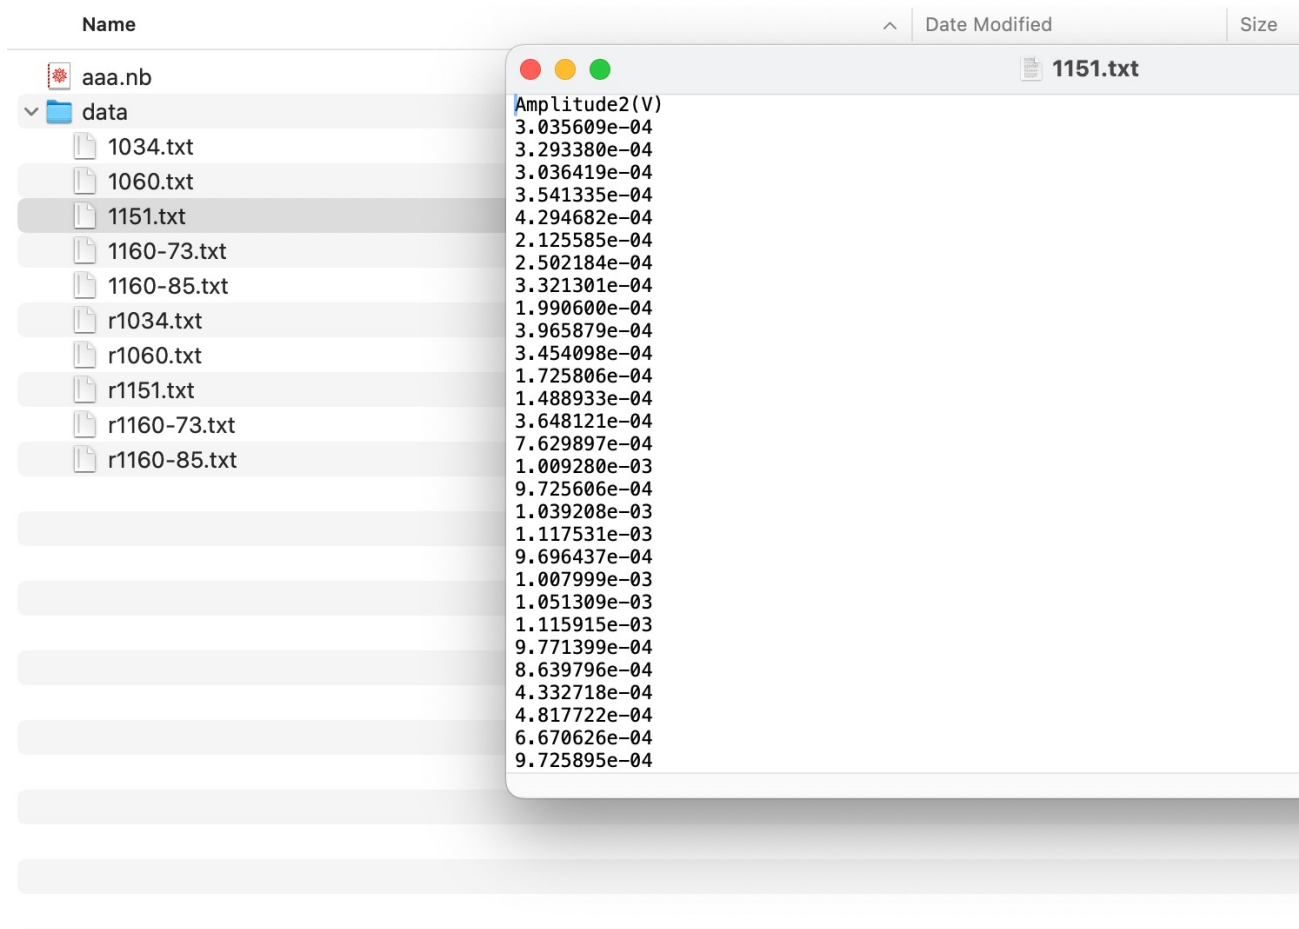 Name
Date Modified
Size
aaa.nb
data
1034.txt
1060.txt
1151.txt
1160-73.txt
1160-85.txt
r1034.txt
r1060.txt
r1151.txt
r1160-73.txt
r1160-85.txt
1151.txt
Amplitude2(V)
3.035609e-04
3.293380e-04
3.036419e-04
3.541335e-04
4.294682e-04
2.125585e-04
2.502184e-04
3.321301e-04
1.990600e-04
3.965879e-04
3.454098e-04
1.725806e-04
1.488933e-04
3.648121e-04
7.629897e-04
1.009280e-03
9.725606e-04
1.039208e-03
1.117531e-03
9.696437e-04
1.007999e-03
1.051309e-03
1.115915e-03
9.771399e-04
8.639796e-04
4.332718e-04
4.817722e-04
6.670626e-04
9.725895e-04